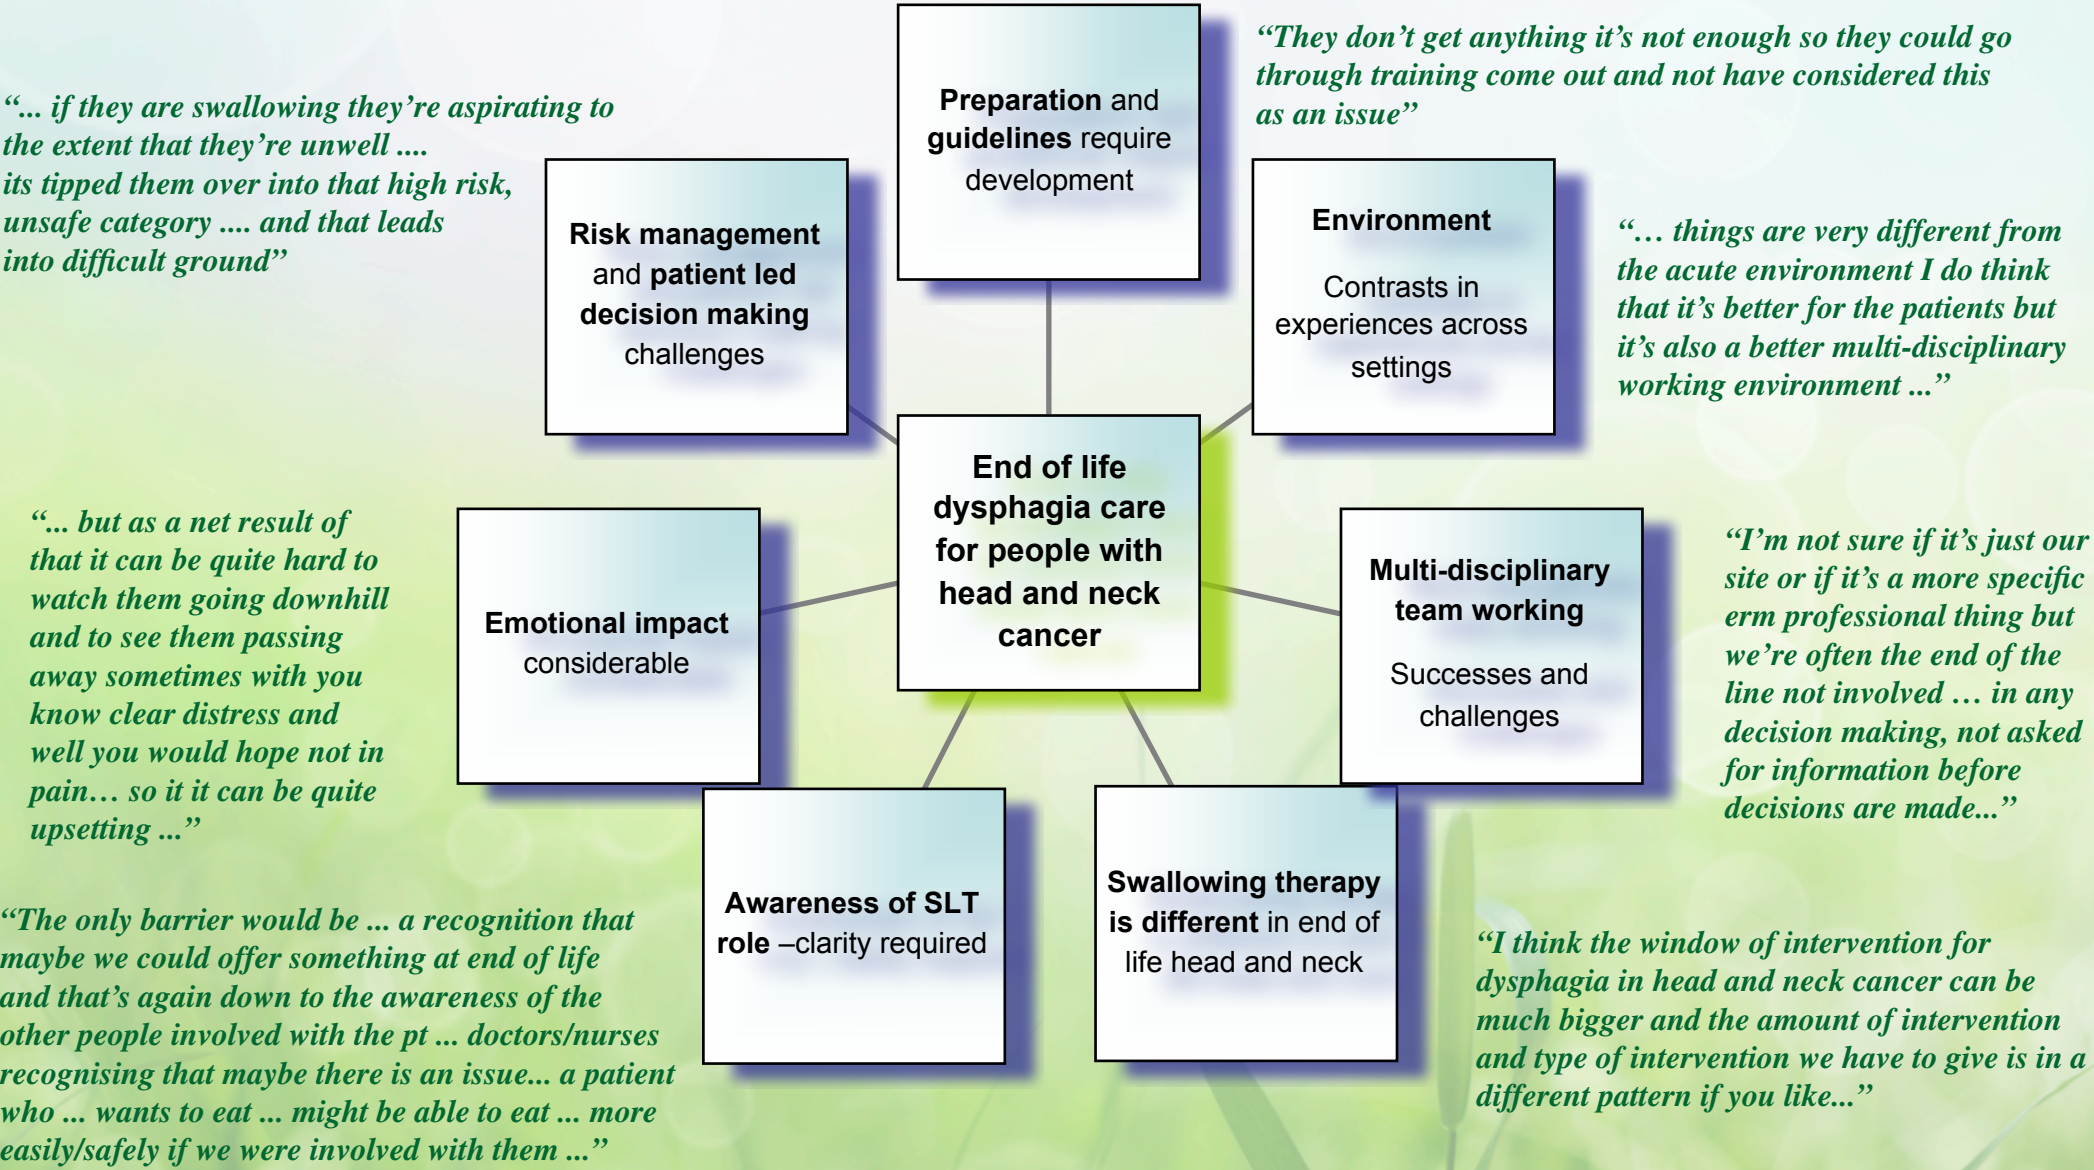 Preparation and
guidelines require
development
“They don’t get anything it’s not enough so they could go
through training come out and not have considered this
as an issue”
“... if they are swallowing they’re aspirating to
the extent that they’re unwell ....
its tipped them over into that high risk,
unsafe category .... and that leads
into difficult ground”
Risk management
and patient led
decision making
challenges
Environment
Contrasts in
experiences across
settings
“… things are very different from
the acute environment I do think
that it’s better for the patients but
it’s also a better multi-disciplinary
working environment ...”
End of life
dysphagia care
for people with
head and neck
cancer
“... but as a net result of
that it can be quite hard to
watch them going downhill
and to see them passing
away sometimes with you
know clear distress and
well you would hope not in
pain… so it it can be quite
upsetting ...”
Emotional impact
considerable
Multi-disciplinary
team working
Successes and
challenges
“I’m not sure if it’s just our
site or if it’s a more specific
erm professional thing but
we’re often the end of the
line not involved … in any
decision making, not asked
for information before
decisions are made...”
“The only barrier would be ... a recognition that
maybe we could offer something at end of life
and that’s again down to the awareness of the
other people involved with the pt ... doctors/nurses
recognising that maybe there is an issue... a patient
who ... wants to eat ... might be able to eat ... more
easily/safely if we were involved with them ...”
Awareness of SLT
role –clarity required
Swallowing therapy
is different in end of
life head and neck
“I think the window of intervention for
dysphagia in head and neck cancer can be
much bigger and the amount of intervention
and type of intervention we have to give is in a
different pattern if you like...”